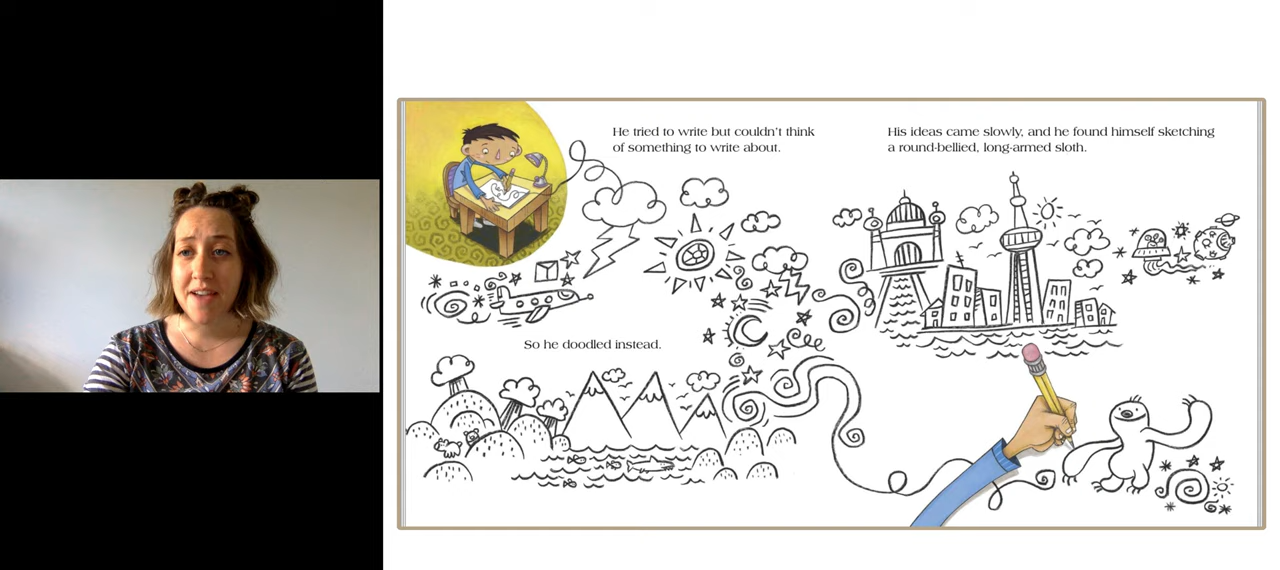 He tried to write but couldn't think
of something to write about.
So he doodled instead.
His ideas came slowly, and he found himself sketching
a round-bellied, long-armed sloth.